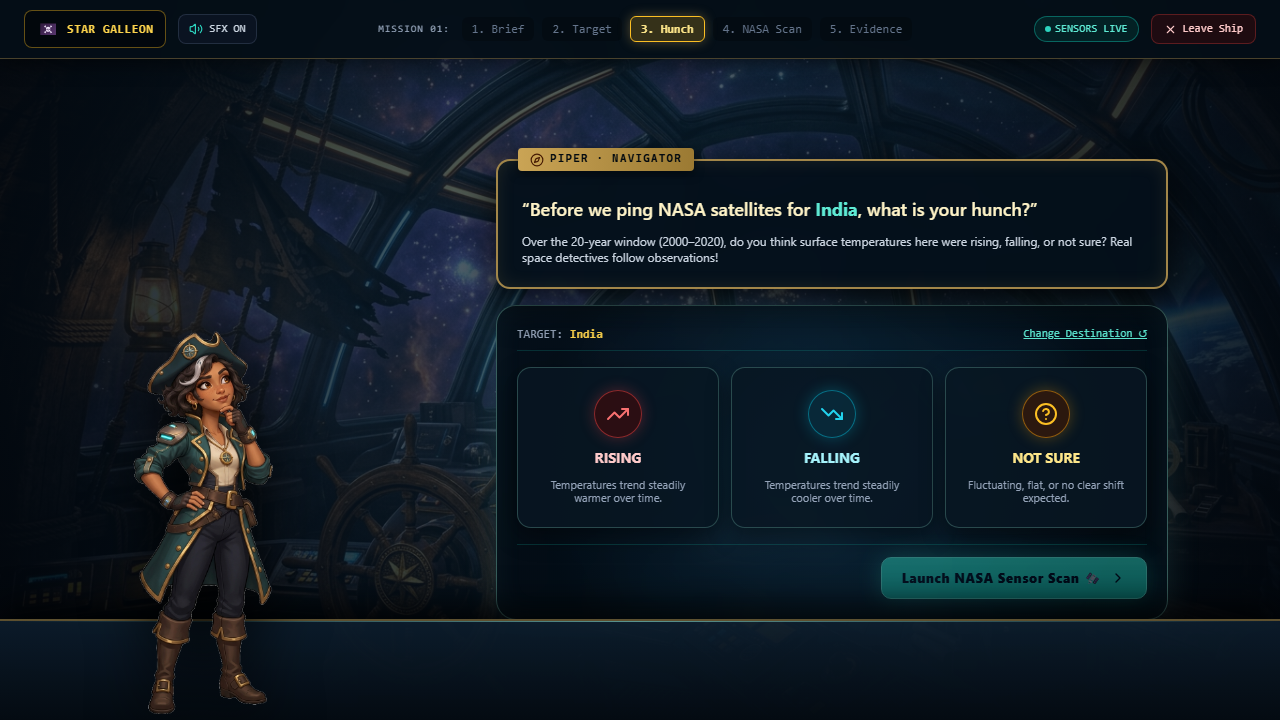 STAR GALLEON
SFX ON
MISSION 01:
1. Brief
2. Target
3. Hunch
4. NASA Scan
5. Evidence
SENSORS LIVE
Leave Ship
PIPER · NAVIGATOR
“Before we ping NASA satellites for India, what is your hunch?”
Over the 20-year window (2000–2020), do you think surface temperatures here were rising, falling, or not sure? Real
space detectives follow observations!
TARGET: India
Change Destination ↺
RISING
Temperatures trend steadily
warmer over time.
FALLING
Temperatures trend steadily
cooler over time.
NOT SURE
Fluctuating, flat, or no clear shift
expected.
Launch NASA Sensor Scan